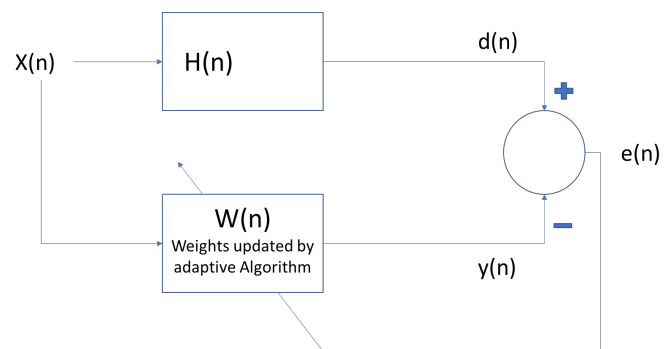 d(n)
X(n)
H(n)
+
e(n)
W(n)
Weights updated by
adaptive Algorithm
−
y(n)